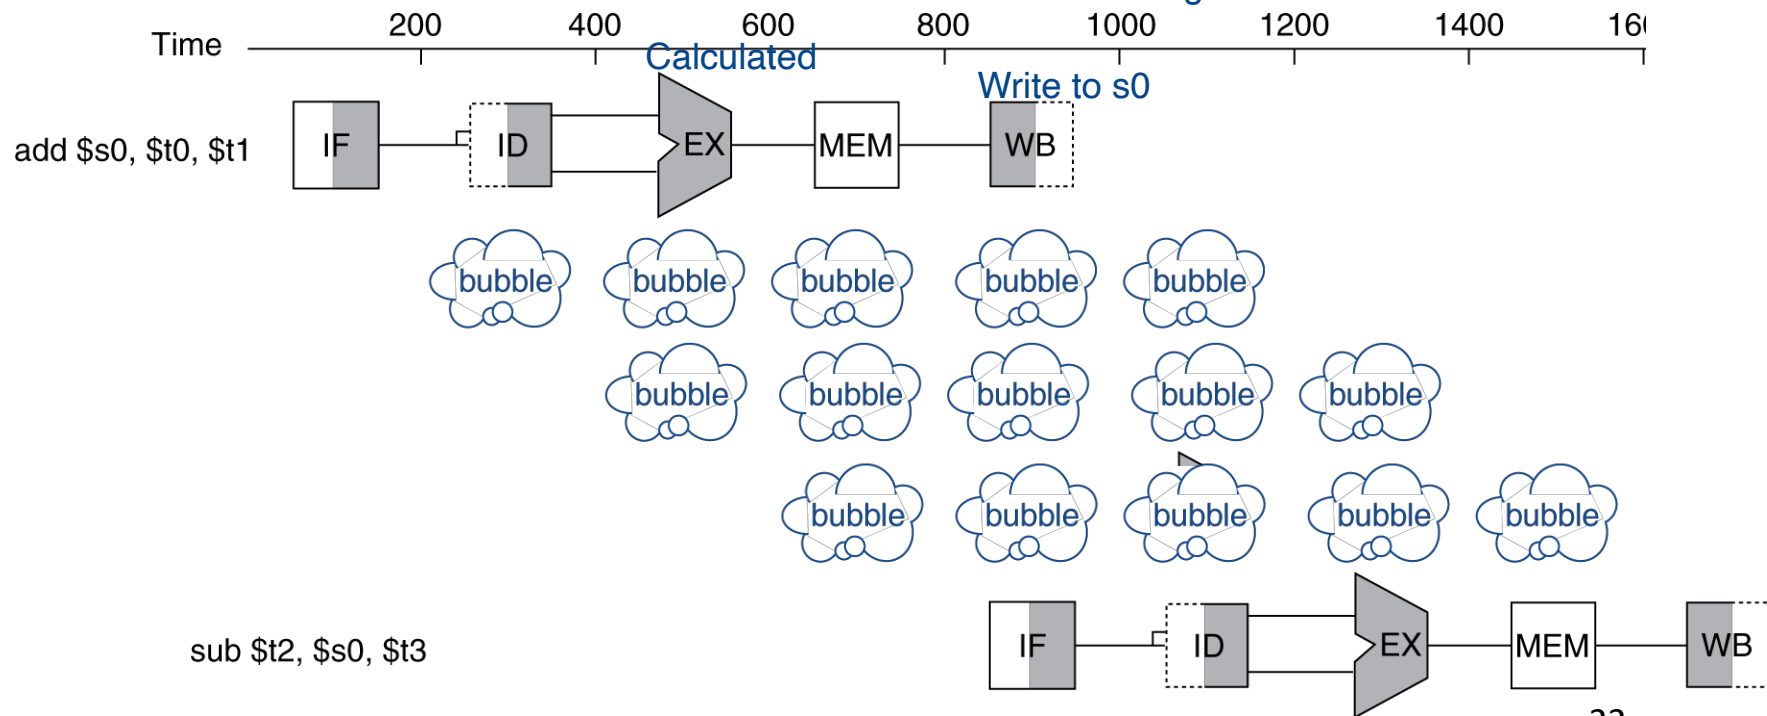 200 400 600 800 1000 1200 1400
Time
Calculated
Write to s0
add $s0, $t0, $t1
IF ID EX MEM WB
bubble bubble bubble bubble bubble
bubble bubble bubble bubble bubble
bubble bubble bubble bubble bubble
sub $t2, $s0, $t3
IF ID EX MEM WB